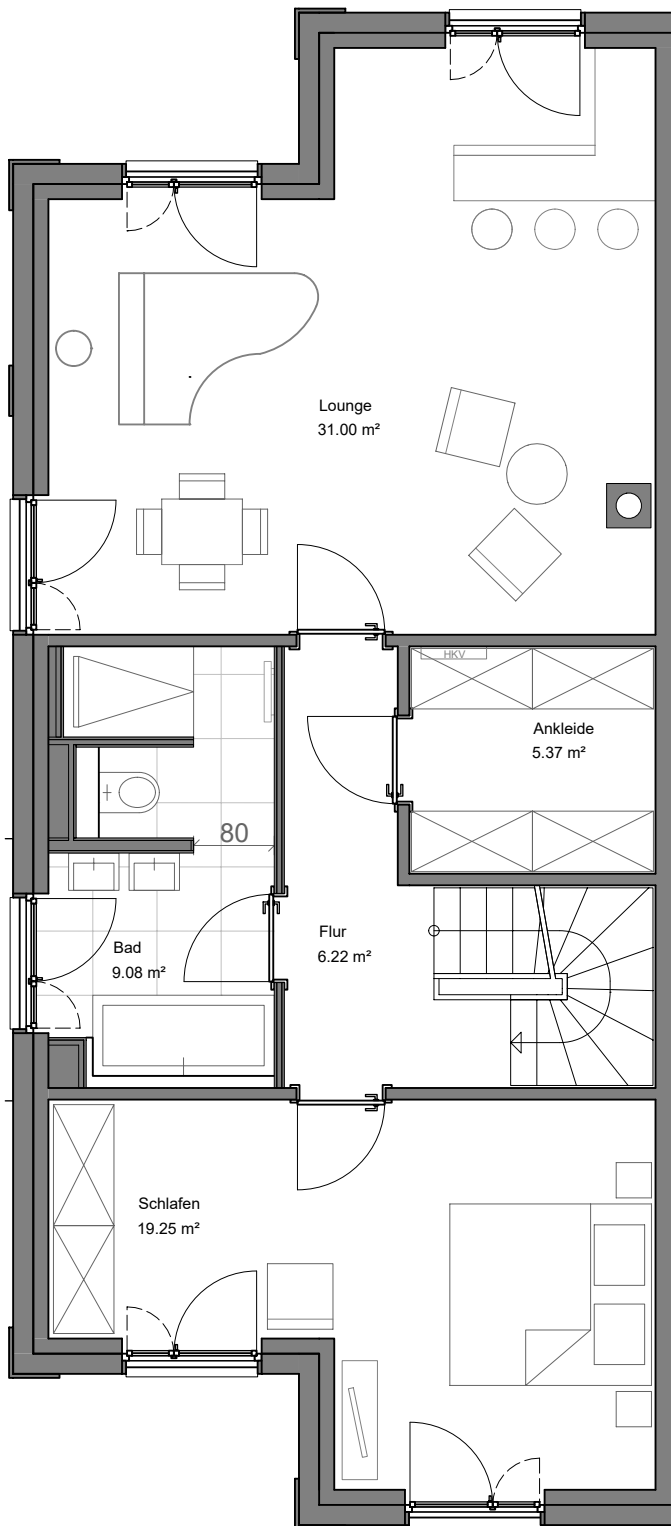 Lounge
31.00 m²
HKV
Ankleide
5.37 m²
80
Bad
9.08 m²
Flur
6.22 m²
Schlafen
19.25 m²